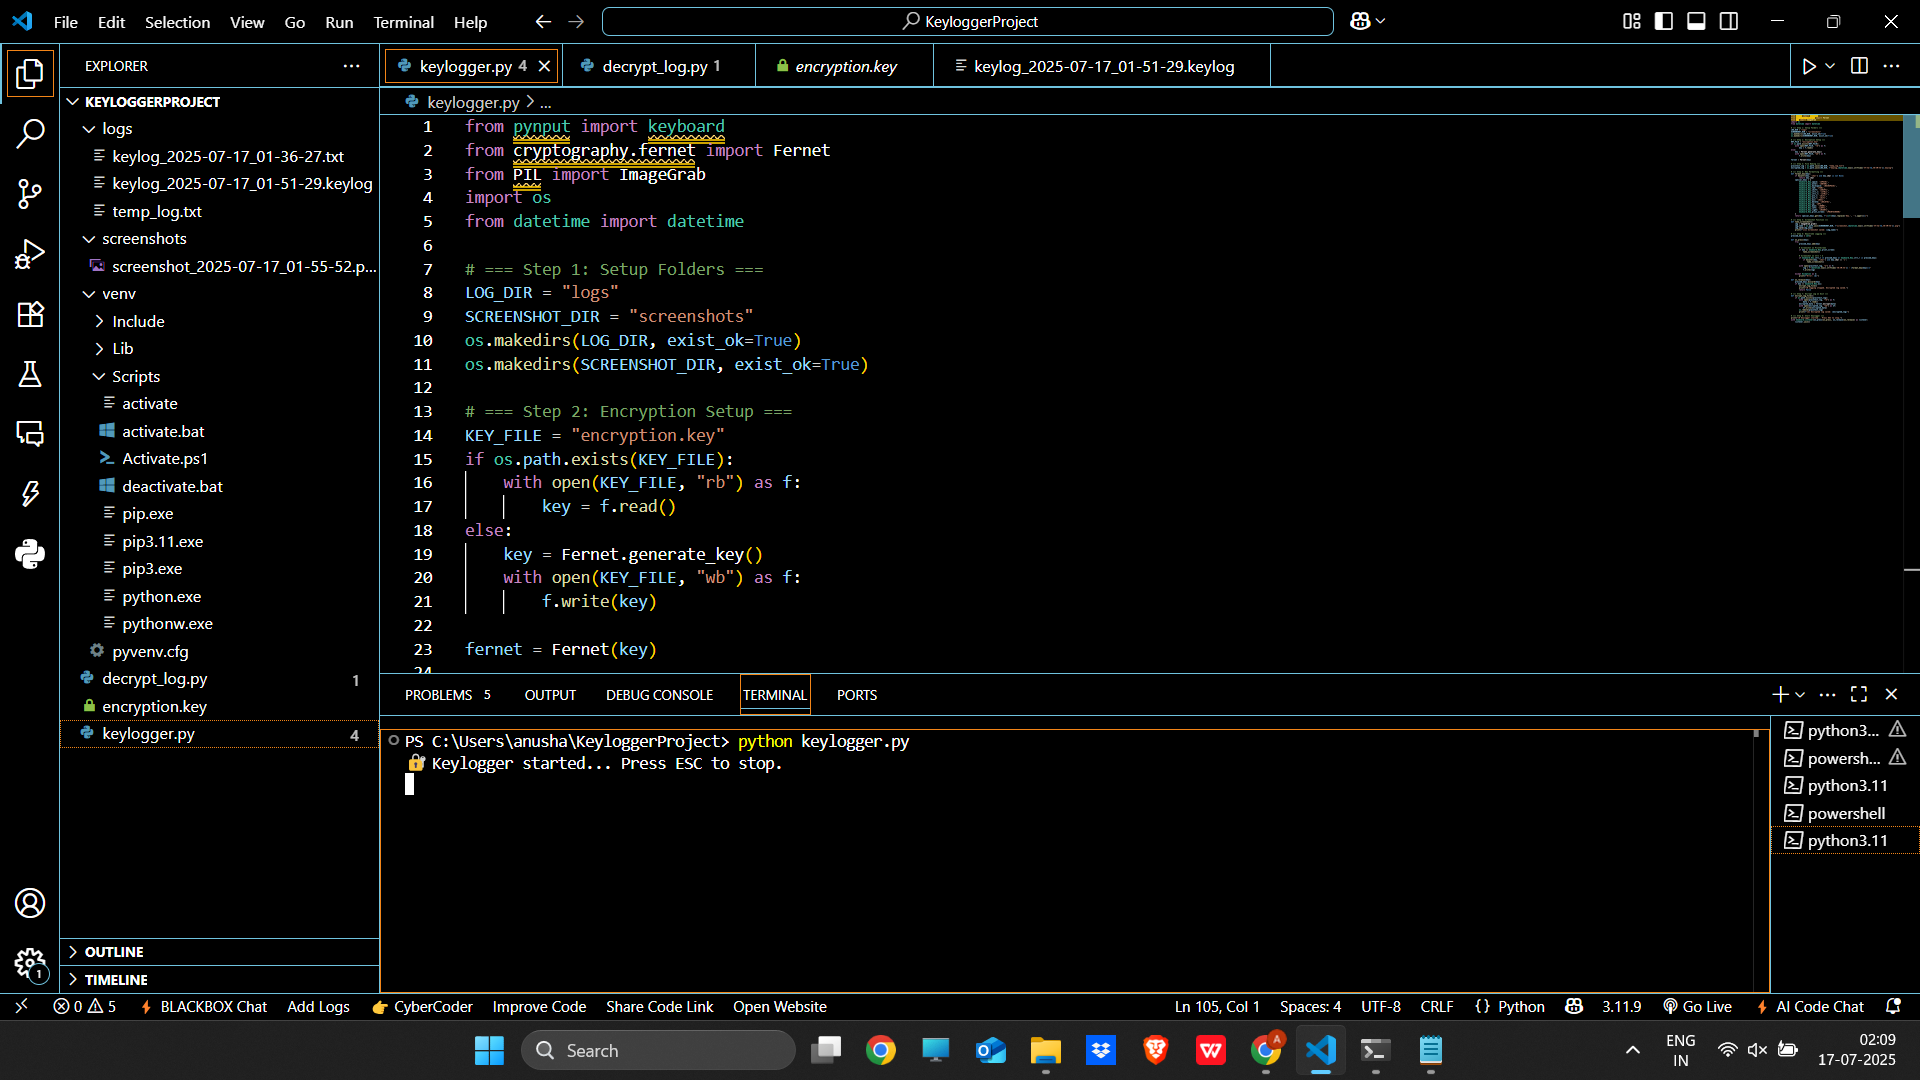 File Edit Selection View Go Run Terminal Help
KeyloggerProject
EXPLORER
KEYLOGGERPROJECT
logs
keylog_2025-07-17_01-36-27.txt
keylog_2025-07-17_01-51-29.keylog
temp_log.txt
screenshots
screenshot_2025-07-17_01-55-52.p...
venv
Include
Lib
Scripts
activate
activate.bat
Activate.ps1
deactivate.bat
pip.exe
pip3.11.exe
pip3.exe
python.exe
pythonw.exe
pyvenv.cfg
decrypt_log.py 1
encryption.key
keylogger.py 4
OUTLINE
TIMELINE
keylogger.py 4 decrypt_log.py 1 encryption.key keylog_2025-07-17_01-51-29.keylog
keylogger.py > ...
1 from pynput import keyboard
2 from cryptography.fernet import Fernet
3 from PIL import ImageGrab
4 import os
5 from datetime import datetime
6
7 # === Step 1: Setup Folders ===
8 LOG_DIR = "logs"
9 SCREENSHOT_DIR = "screenshots"
10 os.makedirs(LOG_DIR, exist_ok=True)
11 os.makedirs(SCREENSHOT_DIR, exist_ok=True)
12
13 # === Step 2: Encryption Setup ===
14 KEY_FILE = "encryption.key"
15 if os.path.exists(KEY_FILE):
16 with open(KEY_FILE, "rb") as f:
17 key = f.read()
18 else:
19 key = Fernet.generate_key()
20 with open(KEY_FILE, "wb") as f:
21 f.write(key)
22
23 fernet = Fernet(key)
24
PROBLEMS 5 OUTPUT DEBUG CONSOLE TERMINAL PORTS
PS C:\Users\anusha\KeyloggerProject> python keylogger.py
🔐 Keylogger started... Press ESC to stop.
python3...
powersh...
python3.11
powershell
python3.11
1
0 5 BLACKBOX Chat Add Logs CyberCoder Improve Code Share Code Link Open Website Ln 105, Col 1 Spaces: 4 UTF-8 CRLF {} Python 3.11.9 Go Live AI Code Chat
Search
A
ENG
IN
02:09
17-07-2025